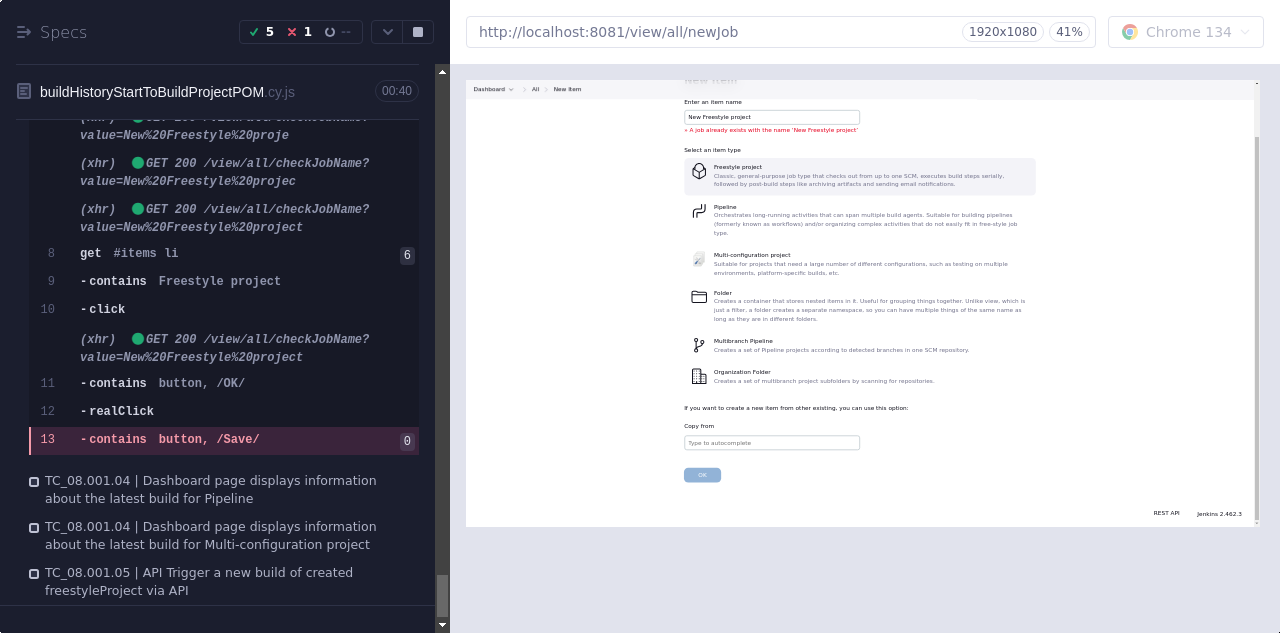 Specs
5
1
--
buildHistoryStartToBuildProjectPOM.cy.js
00:40
value=New%20Freestyle%20proje
(xhr) GET 200 /view/all/checkJobName?
value=New%20Freestyle%20projec
(xhr) GET 200 /view/all/checkJobName?
value=New%20Freestyle%20project
8 get #items li 6
9 -contains Freestyle project
10 -click
(xhr) GET 200 /view/all/checkJobName?
value=New%20Freestyle%20project
11 -contains button, /OK/
12 -realClick
13 -contains button, /Save/ 0
TC_08.001.04 | Dashboard page displays information
about the latest build for Pipeline
TC_08.001.04 | Dashboard page displays information
about the latest build for Multi-configuration project
TC_08.001.05 | API Trigger a new build of created
freestyleProject via API
http://localhost:8081/view/all/newJob
1920x1080
41%
Chrome 134
Dashboard
All
New Item
Enter an item name
New Freestyle project
» A job already exists with the name 'New Freestyle project'
Select an item type
Freestyle project
Classic, general-purpose job type that checks out from up to one SCM, executes build steps serially,
followed by post-build steps like archiving artifacts and sending email notifications.
Pipeline
Orchestrates long-running activities that can span multiple build agents. Suitable for building pipelines
(formerly known as workflows) and/or organizing complex activities that do not easily fit in free-style job
type.
Multi-configuration project
Suitable for projects that need a large number of different configurations, such as testing on multiple
environments, platform-specific builds, etc.
Folder
Creates a container that stores nested items in it. Useful for grouping things together. Unlike view, which is
just a filter, a folder creates a separate namespace, so you can have multiple things of the same name as
long as they are in different folders.
Multibranch Pipeline
Creates a set of Pipeline projects according to detected branches in one SCM repository.
Organization Folder
Creates a set of multibranch project subfolders by scanning for repositories.
If you want to create a new item from other existing, you can use this option:
Copy from
Type to autocomplete
OK
REST API
Jenkins 2.462.3